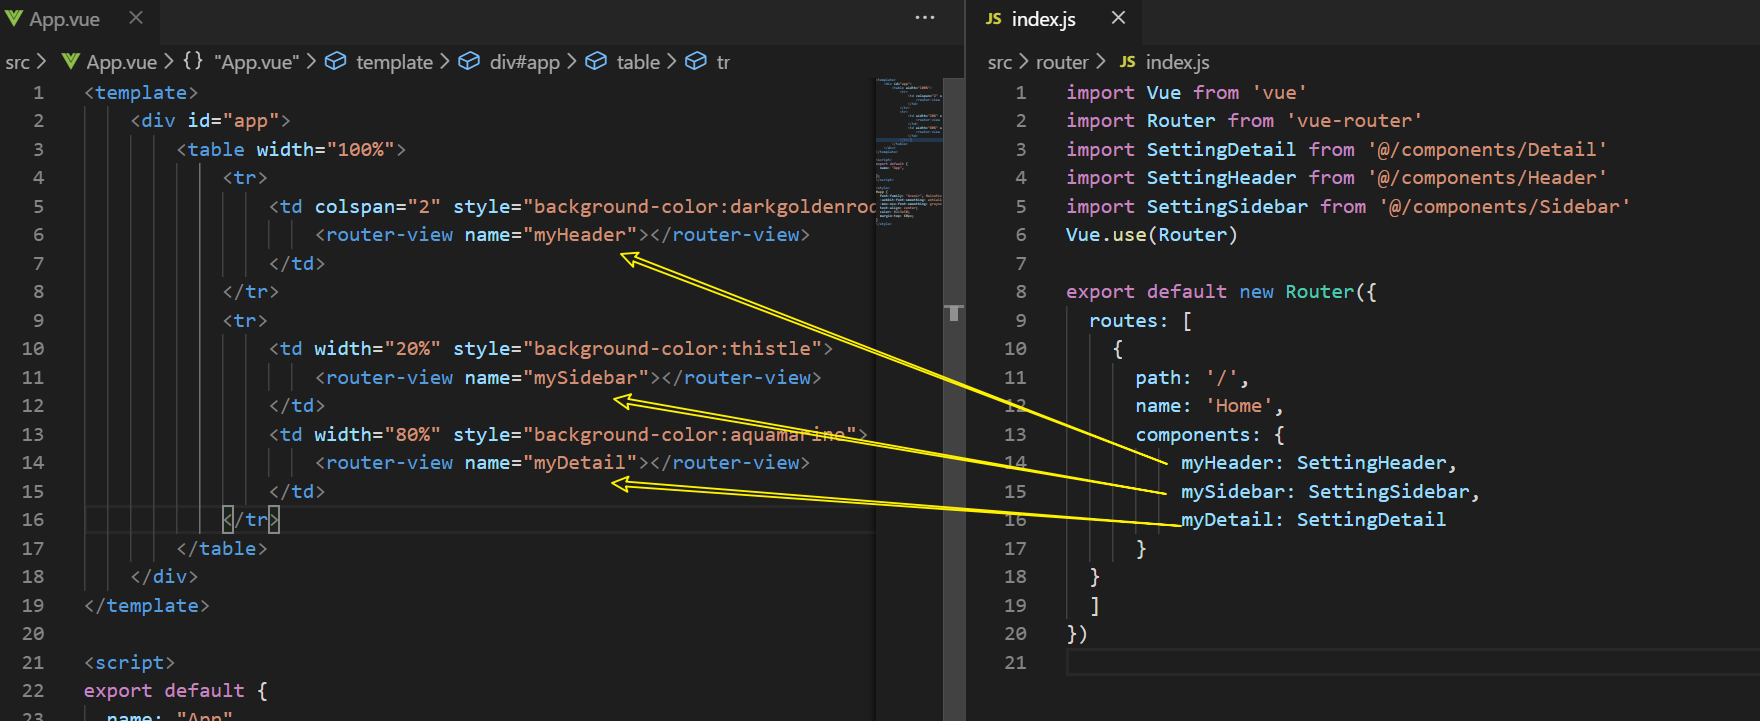 App.vue
src > App.vue > {} "App.vue" > template > div#app > table > tr
1 <template>
2 <div id="app">
3 <table width="100%">
4 <tr>
5 <td colspan="2" style="background-color:darkgoldenroo
6 <router-view name="myHeader"></router-view>
7 </td>
8 </tr>
9 <tr>
10 <td width="20%" style="background-color:thistle">
11 <router-view name="mySidebar"></router-view>
12 </td>
13 <td width="80%" style="background-color:aquamarine">
14 <router-view name="myDetail"></router-view>
15 </td>
16 </tr>
17 </table>
18 </div>
19 </template>
20
21 <script>
22 export default {
23 name: "App"
JS index.js
src > router > JS index.js
1 import Vue from 'vue'
2 import Router from 'vue-router'
3 import SettingDetail from '@/components/Detail'
4 import SettingHeader from '@/components/Header'
5 import SettingSidebar from '@/components/Sidebar'
6 Vue.use(Router)
7
8 export default new Router({
9 routes: [
10 {
11 path: '/',
12 name: 'Home',
13 components: {
14 myHeader: SettingHeader,
15 mySidebar: SettingSidebar,
16 myDetail: SettingDetail
17 }
18 }
19 ]
20 })
21